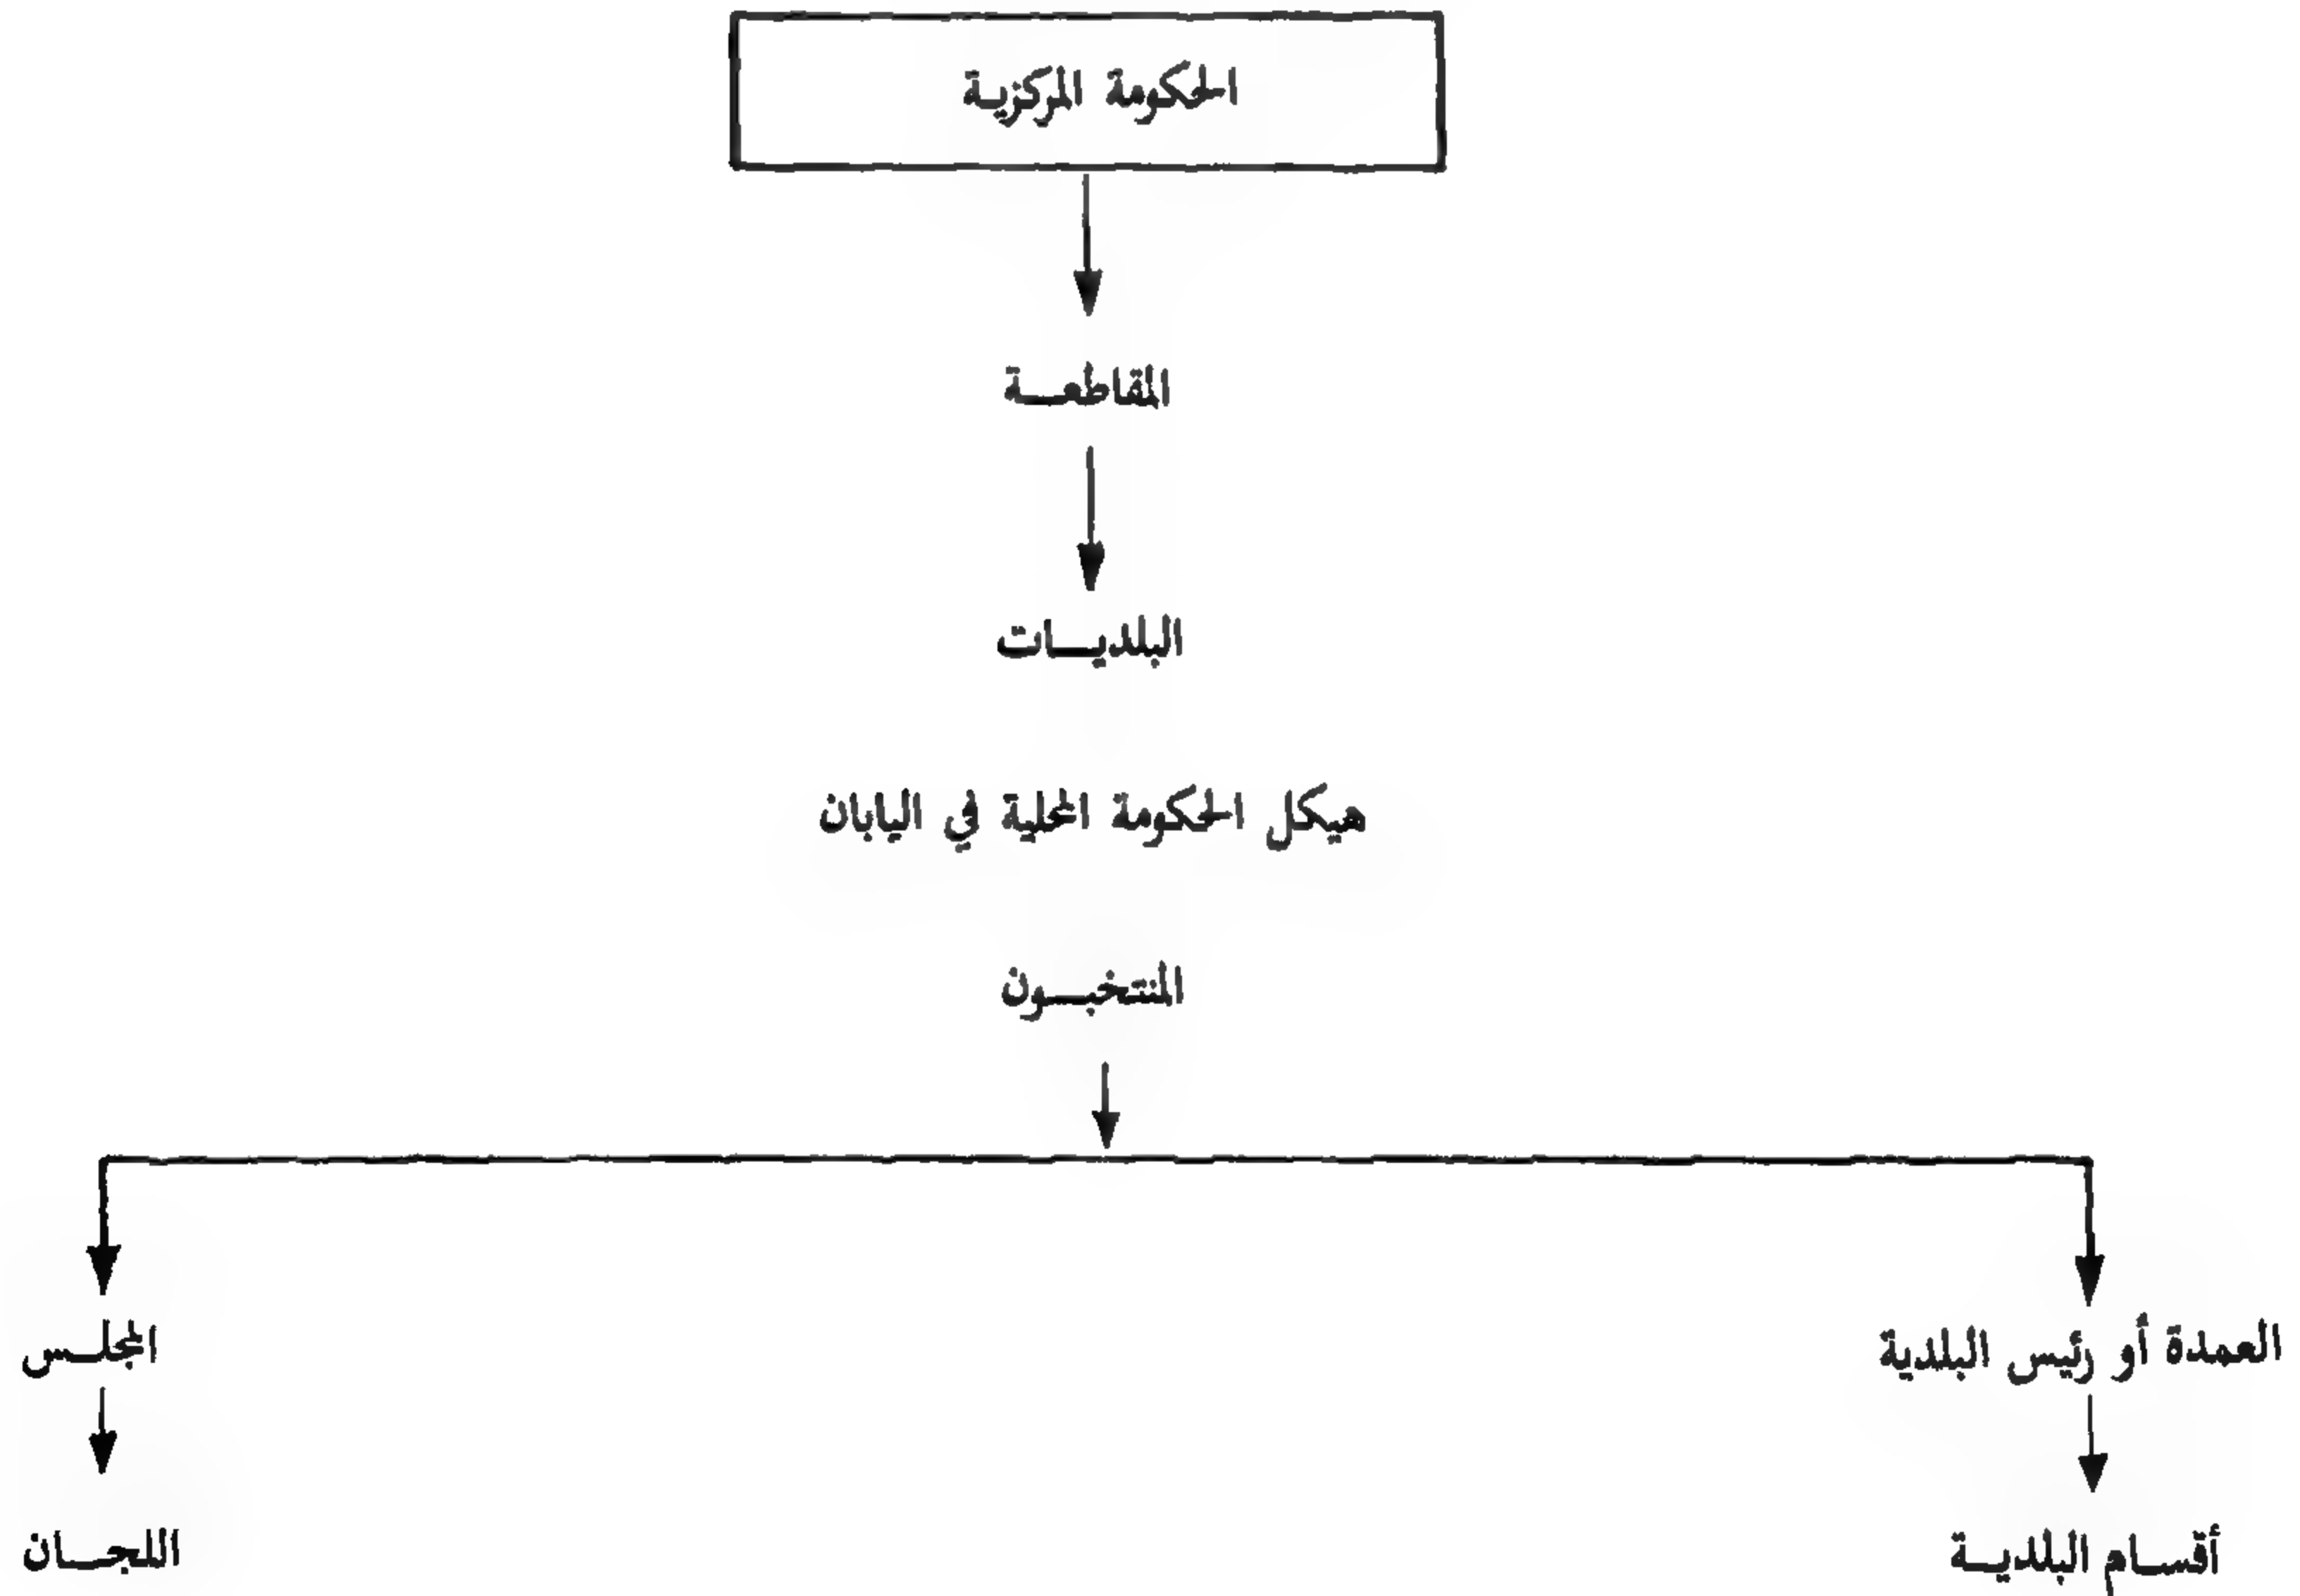 الحكومة المركزية
المقاطعة
البلديات
هيكل الحكومة المحلية في اليابان
المنتخبون
العمدة أو رئيس البلدية
المجلس
أقسام البلدية
اللجان